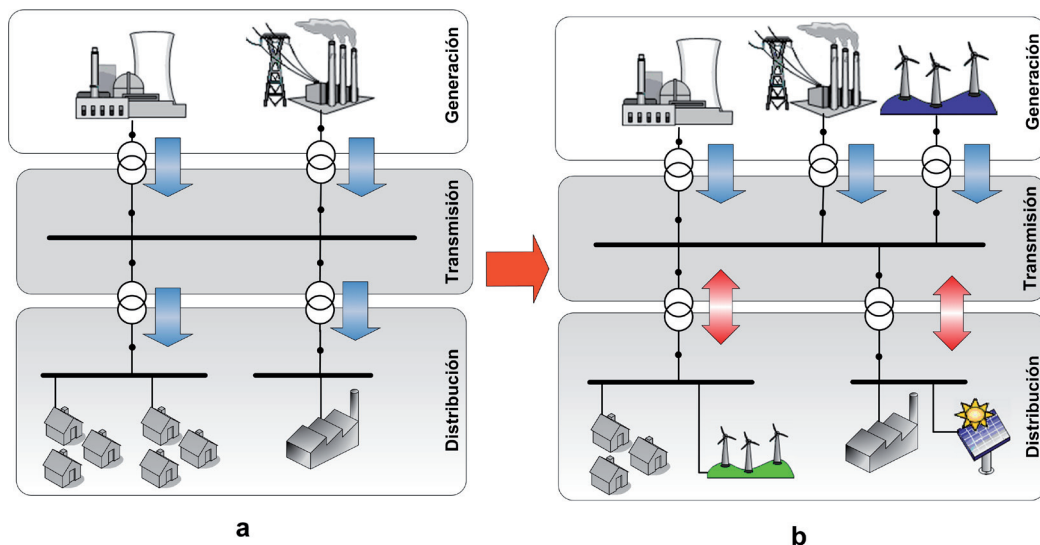 Generación
Transmisión
Distribución
a
Generación
Transmisión
Distribución
b